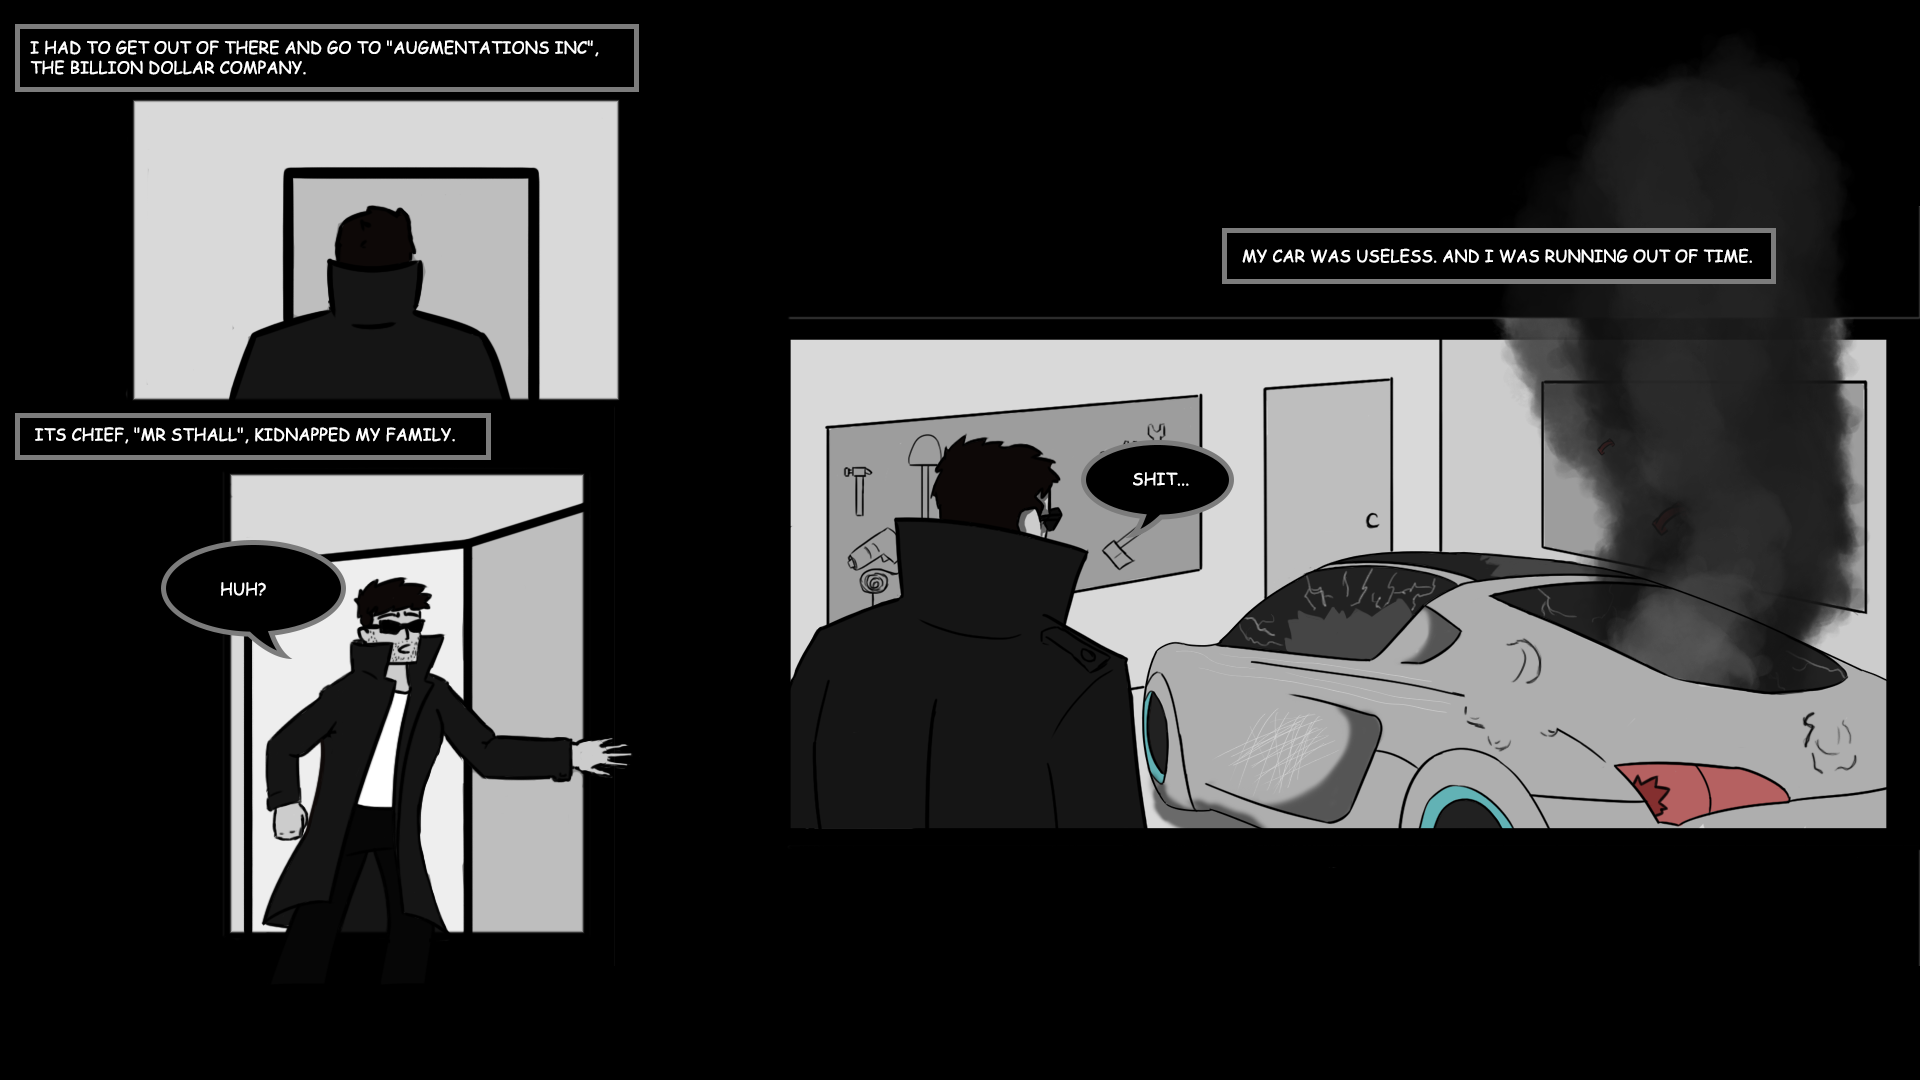 I HAD TO GET OUT OF THERE AND GO TO "AUGMENTATIONS INC",
THE BILLION DOLLAR COMPANY.
ITS CHIEF, "MR STHALL", KIDNAPPED MY FAMILY.
HUH?
MY CAR WAS USELESS. AND I WAS RUNNING OUT OF TIME.
SHIT...